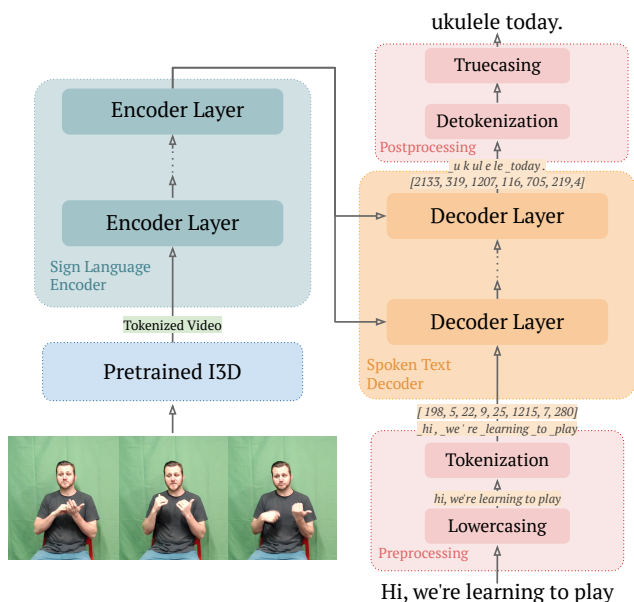 ukulele today.
Truecasing
Detokenization
Postprocessing
_u k ul e le _today .
[2133, 319, 1207, 116, 705, 219,4]
Encoder Layer
Encoder Layer
Sign Language
Encoder
Tokenized Video
Pretrained I3D
Decoder Layer
Decoder Layer
Spoken Text
Decoder
[ 198, 5, 22, 9, 25, 1215, 7, 280]
_hi , _we ' re _learning _to _play
Tokenization
hi, we're learning to play
Lowercasing
Preprocessing
Hi, we're learning to play